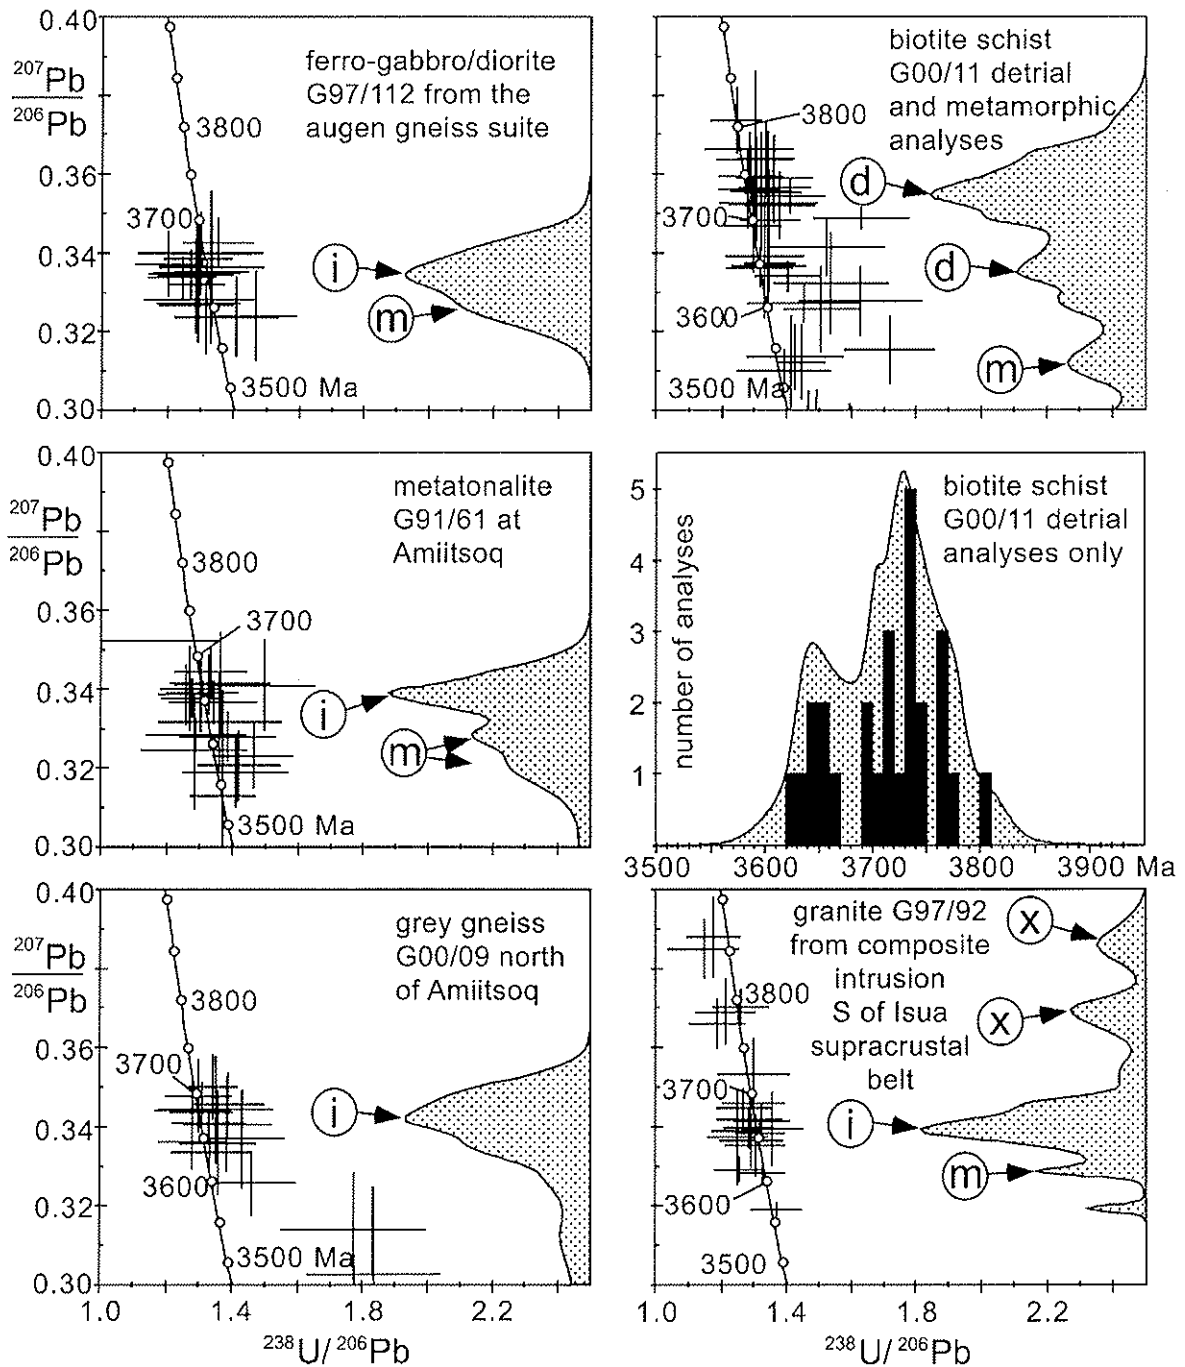 0.40
207Pb
206Pb
0.36
0.34
0.32
0.30
3800
3700
3500 Ma
ferro-gabbro/diorite
G97/112 from the
augen gneiss suite
i
m
3800
3700
3600
3500 Ma
biotite schist
G00/11 detrial
and metamorphic
analyses
d
d
m
0.40
207Pb
206Pb
0.36
0.34
0.32
0.30
3800
3700
3500 Ma
metatonalite
G91/61 at
Amiitsoq
i
m
5
4
3
2
1
number of analyses
biotite schist
G00/11 detrial
analyses only
3500
3600
3700
3800
3900 Ma
0.40
207Pb
206Pb
0.36
0.34
0.32
0.30
3800
3700
3600
3500 Ma
grey gneiss
G00/09 north
of Amiitsoq
i
1.0
1.4
1.8
2.2
238U/206Pb
3800
3700
3600
3500
granite G97/92
from composite
intrusion
S of Isua
supracrustal
belt
x
x
i
m
1.0
1.4
1.8
2.2
238U/206Pb